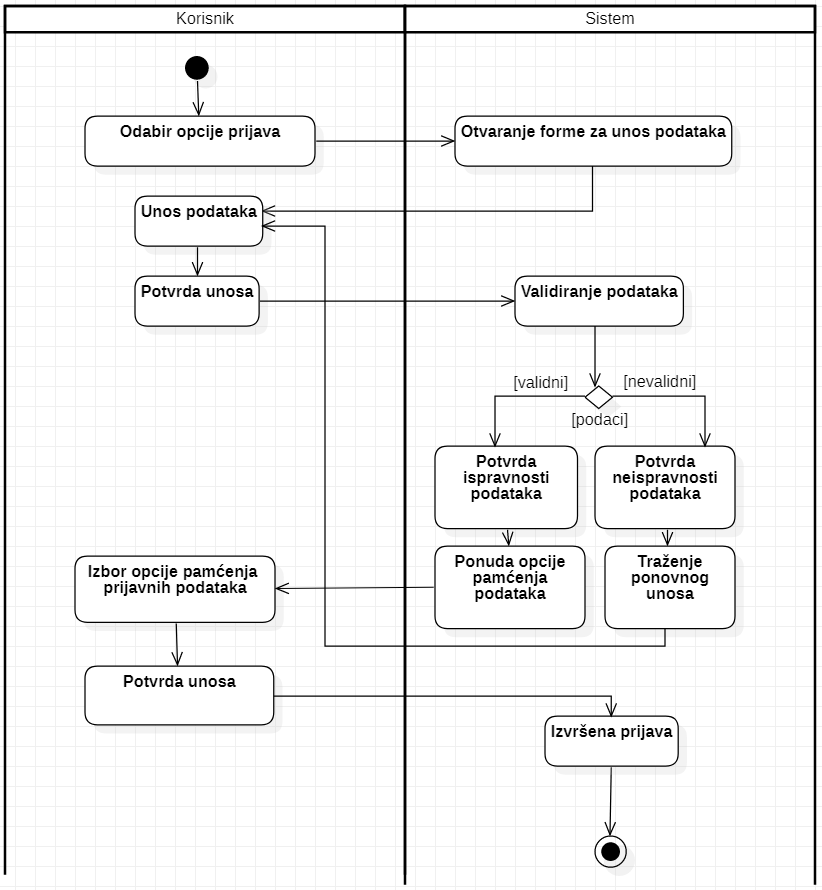 Korisnik
Sistem
Odabir opcije prijava
Otvaranje forme za unos podataka
Unos podataka
Potvrda unosa
Validiranje podataka
[validni]
[nevalidni]
[podaci]
Potvrda
ispravnosti
podataka
Potvrda
neispravnosti
podataka
Ponuda opcije
pamćenja
podataka
Traženje
ponovnog
unosa
Izbor opcije pamćenja
prijavnih podataka
Potvrda unosa
Izvršena prijava